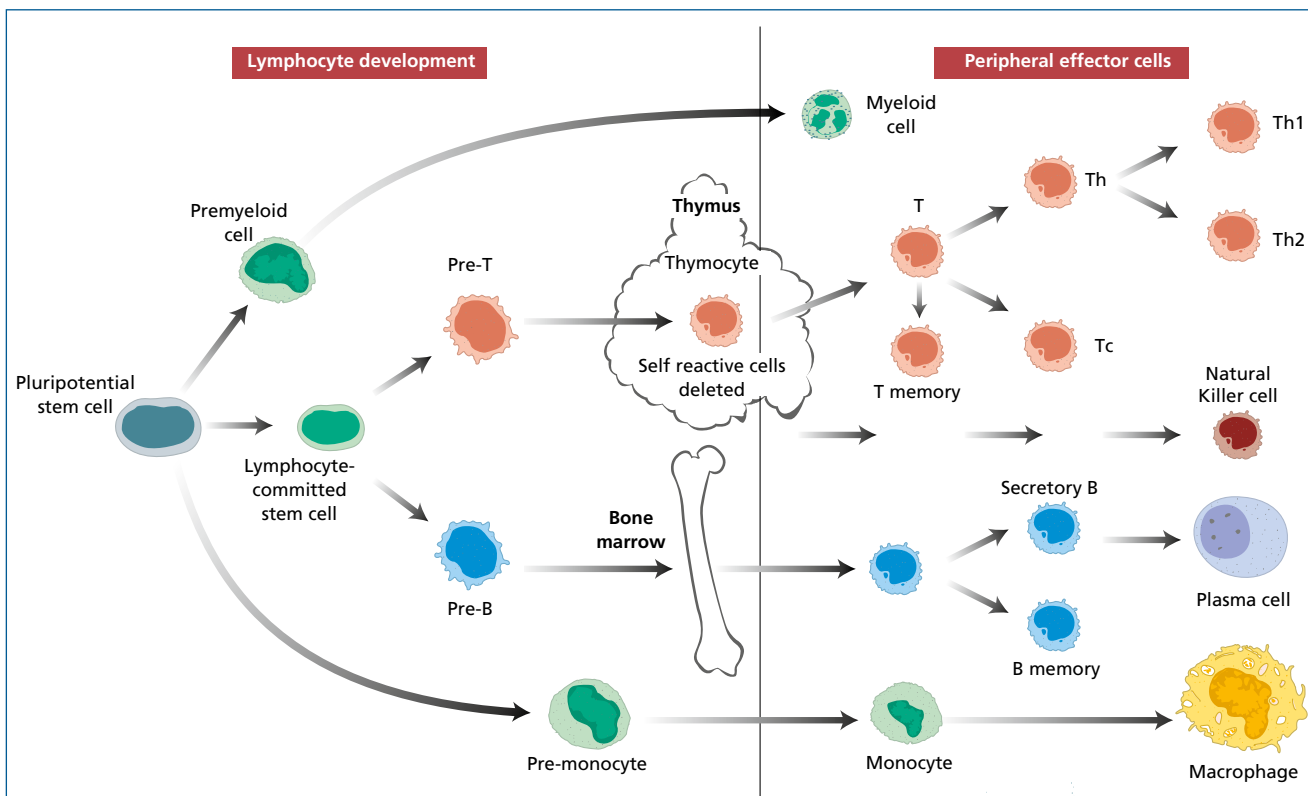 Lymphocyte development
Peripheral effector cells
Myeloid
cell
Th1
Th
Th2
Premyeloid
cell
Thymus
T
Pre-T
Thymocyte
Self reactive cells
deleted
Tc
T memory
Pluripotential
stem cell
Natural
Killer cell
Lymphocyte-
committed
stem cell
Secretory B
Bone
marrow
Pre-B
Plasma cell
B memory
Pre-monocyte
Monocyte
Macrophage